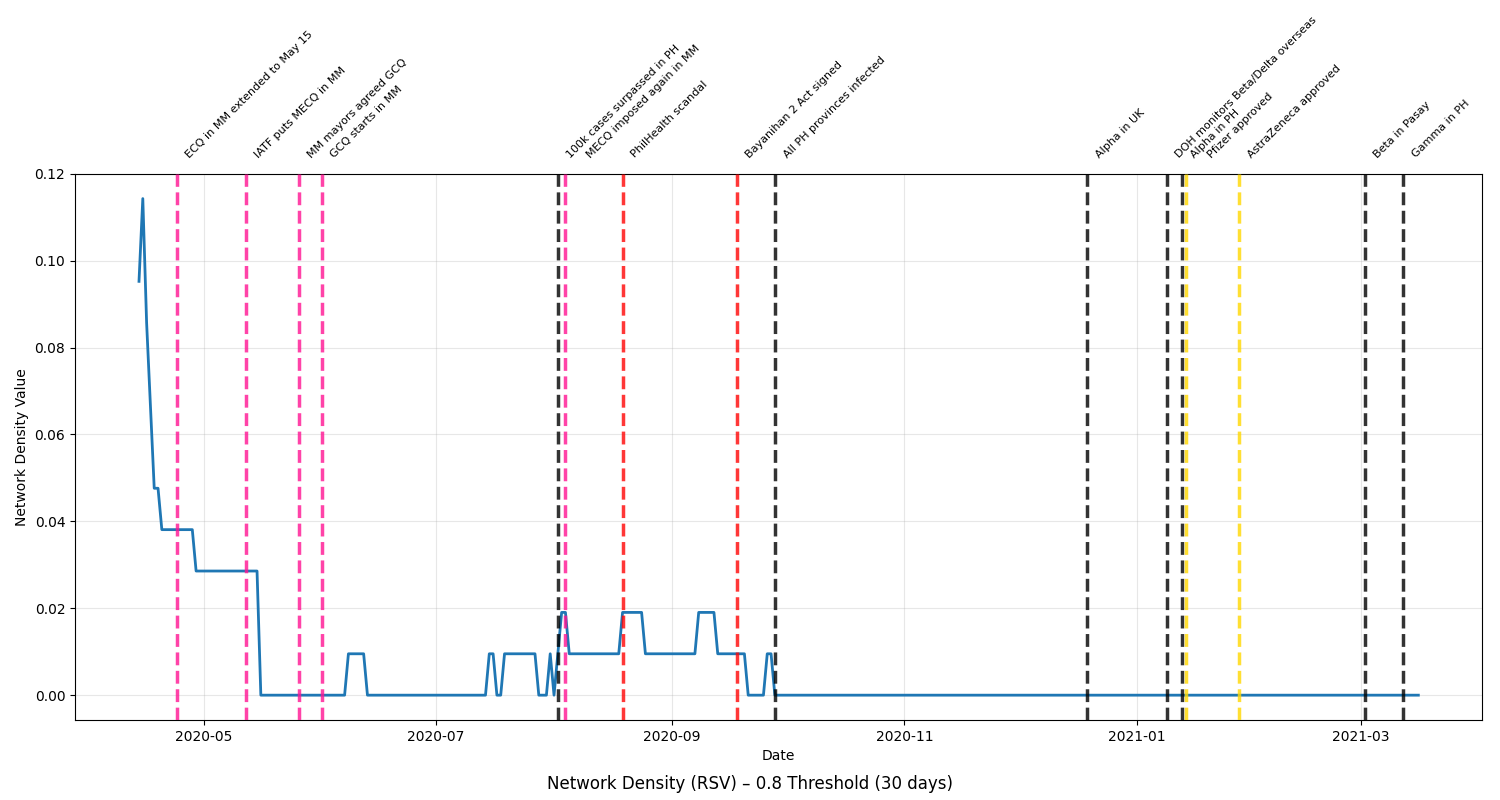 ECQ in MM extended to May 15
IATF puts MECQ in MM
MM mayors agreed GCQ
GCQ starts in MM
100k cases surpassed in PH
MECQ imposed again in MM
PhilHealth scandal
Bayanihan 2 Act signed
All PH provinces infected
Alpha in UK
DOH monitors Beta/Delta overseas
Alpha in PH
Pfizer approved
AstraZeneca approved
Beta in Pasay
Gamma in PH
0.12
0.10
0.08
0.06
0.04
0.02
0.00
Network Density Value
2020-05
2020-07
2020-09
2020-11
2021-01
2021-03
Date
Network Density (RSV) – 0.8 Threshold (30 days)